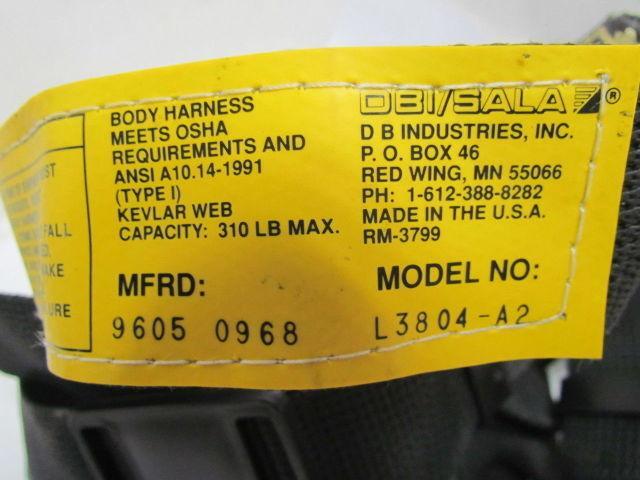 FALL
MAKE
BODY HARNESS
MEETS OSHA
REQUIREMENTS AND
ANSI A10.14-1991
(TYPE I)
KEVLAR WEB
CAPACITY: 310 LB MAX.
MFRD:
9605 0968
DBI/SALA ®
D B INDUSTRIES, INC.
P. O. BOX 46
RED WING, MN 55066
PH: 1-612-388-8282
MADE IN THE U.S.A.
RM-3799
MODEL NO:
L3804-A2